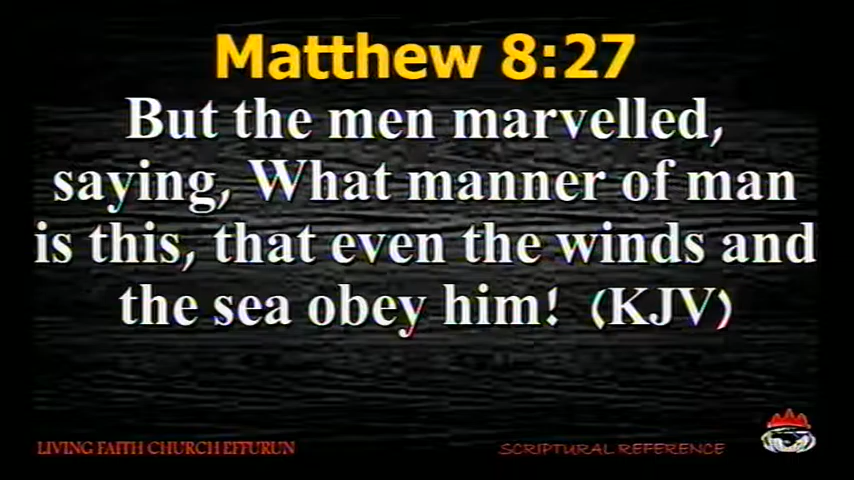 Matthew 8:27
But the men marvelled,
saying, What manner of man
is this, that even the winds and
the sea obey him! (KJV)
LIVING FAITH CHURCH EFFURUN
SCRIPTURAL REFERENCE